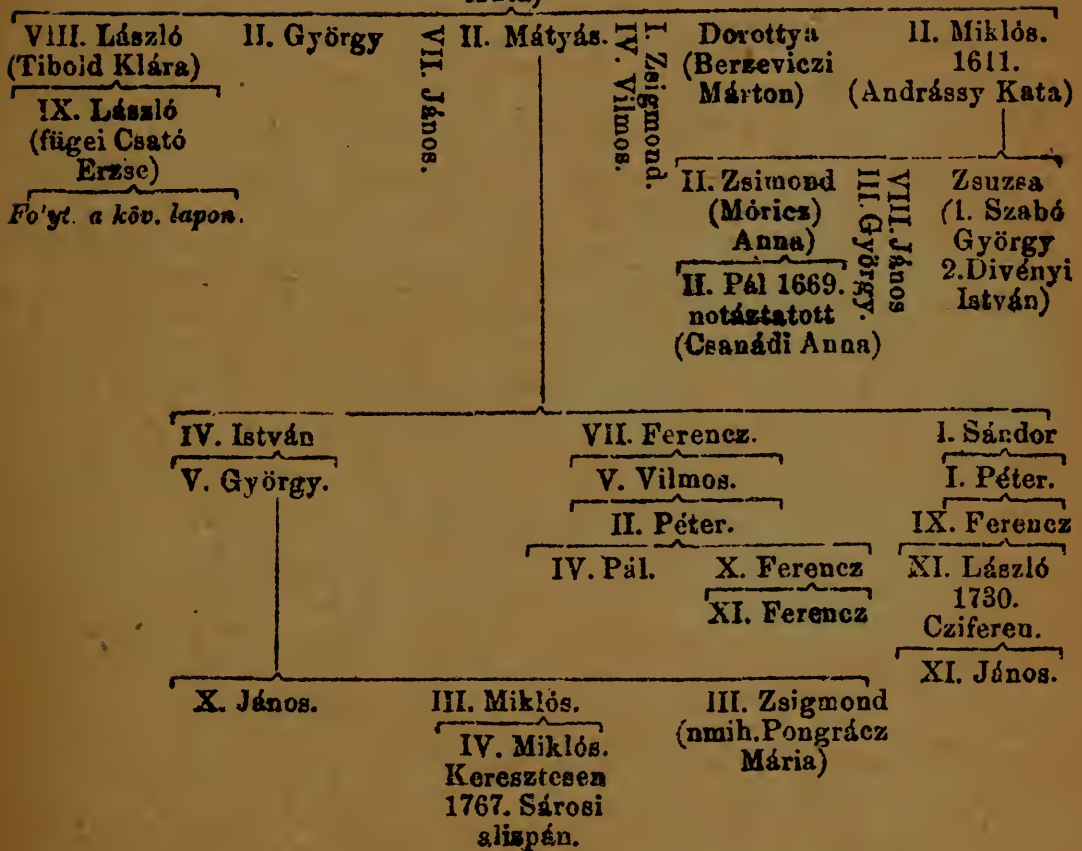 VIII. László
(Tibold Klára)
IX. László
(fügei Csató
Erzse)
Fo'yt. a köv. lapon.
II. György
VII. János.
II. Mátyás.
IV. Vilmos.
I. Zsigmond.
Dorottya
(Berzeviczi
Márton)
II. Miklós.
1611.
(Andrássy Kata)
II. Zsimond
(Móricz)
Anna)
II. Pál 1669.
notáztatott
(Csanádi Anna)
III. György.
VIII. János
Zsuzsa
(1. Szabó
György
2. Divényi
István)
IV. István
V. György.
VII. Ferencz.
V. Vilmos.
II. Péter.
IV. Pál.
X. Ferencz
XI. Ferencz
I. Sándor
I. Péter.
IX. Ferencz
XI. László
1730.
Cziferen.
XI. János.
X. János.
III. Miklós.
IV. Miklós.
Keresztesen
1767. Sárosi
alispán.
III. Zsigmond
(nmih. Pongrácz
Mária)